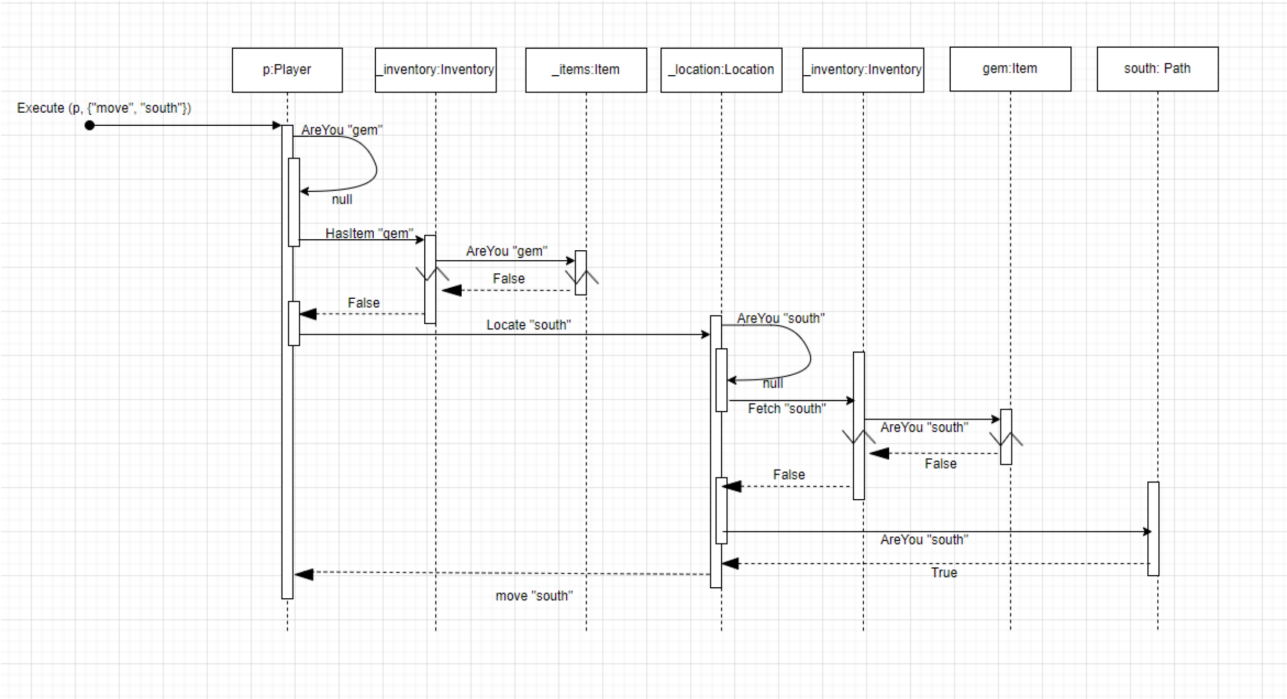 p:Player
_inventory:Inventory
_items:Item
_location:Location
_inventory:Inventory
gem:Item
south: Path
Execute (p, {"move", "south"})
AreYou "gem"
null
HasItem "gem"
AreYou "gem"
False
False
Locate "south"
AreYou "south"
null
Fetch "south"
AreYou "south"
False
False
AreYou "south"
True
move "south"